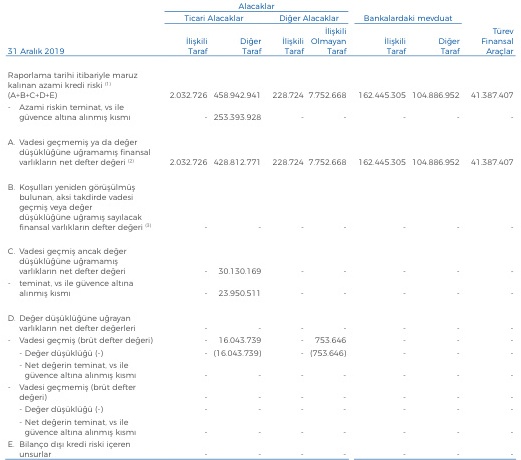 Alacaklar
Ticari Alacaklar Diğer Alacaklar Bankalardaki mevduat
31 Aralık 2019 İlişkili Taraf Diğer Taraf İlişkili Taraf İlişkili Olmayan Taraf İlişkili Taraf Diğer Taraf Türev Finansal Araçlar
Raporlama tarihi itibariyle maruz
kalınan azami kredi riski (1)
(A+B+C+D+E) 2.032.726 458.942.941 228.724 7.752.668 162.445.305 104.886.952 41.387.407
- Azami riskin teminat, vs ile
güvence altına alınmış kısmı - 253.393.928 - - - - -
A. Vadesi geçmemiş ya da değer
düşüklüğüne uğramamış finansal
varlıkların net defter değeri (2) 2.032.726 428.812.771 228.724 7.752.668 162.445.305 104.886.952 41.387.407
B. Koşulları yeniden görüşülmüş
bulunan, aksi takdirde vadesi
geçmiş veya değer
düşüklüğüne uğramış sayılacak
finansal varlıkların defter değeri (3) - - - - - - -
C. Vadesi geçmiş ancak değer
düşüklüğüne uğramamış
varlıkların net defter değeri - 30.130.169 - - - - -
- teminat, vs ile güvence altına
alınmış kısmı - 23.950.511 - - - - -
D. Değer düşüklüğüne uğrayan
varlıkların net defter değerleri - - - - - - -
- Vadesi geçmiş (brüt defter değeri) - 16.043.739 - 753.646 - - -
- Değer düşüklüğü (-) - (16.043.739) - (753.646) - - -
- Net değerin teminat, vs ile
güvence altına alınmış kısmı - - - - - - -
- Vadesi geçmemiş (brüt defter
değeri) - - - - - - -
- Değer düşüklüğü (-) - - - - - - -
- Net değerin teminat, vs ile
güvence altına alınmış kısmı - - - - - - -
E. Bilanço dışı kredi riski içeren
unsurlar - - - - - - -